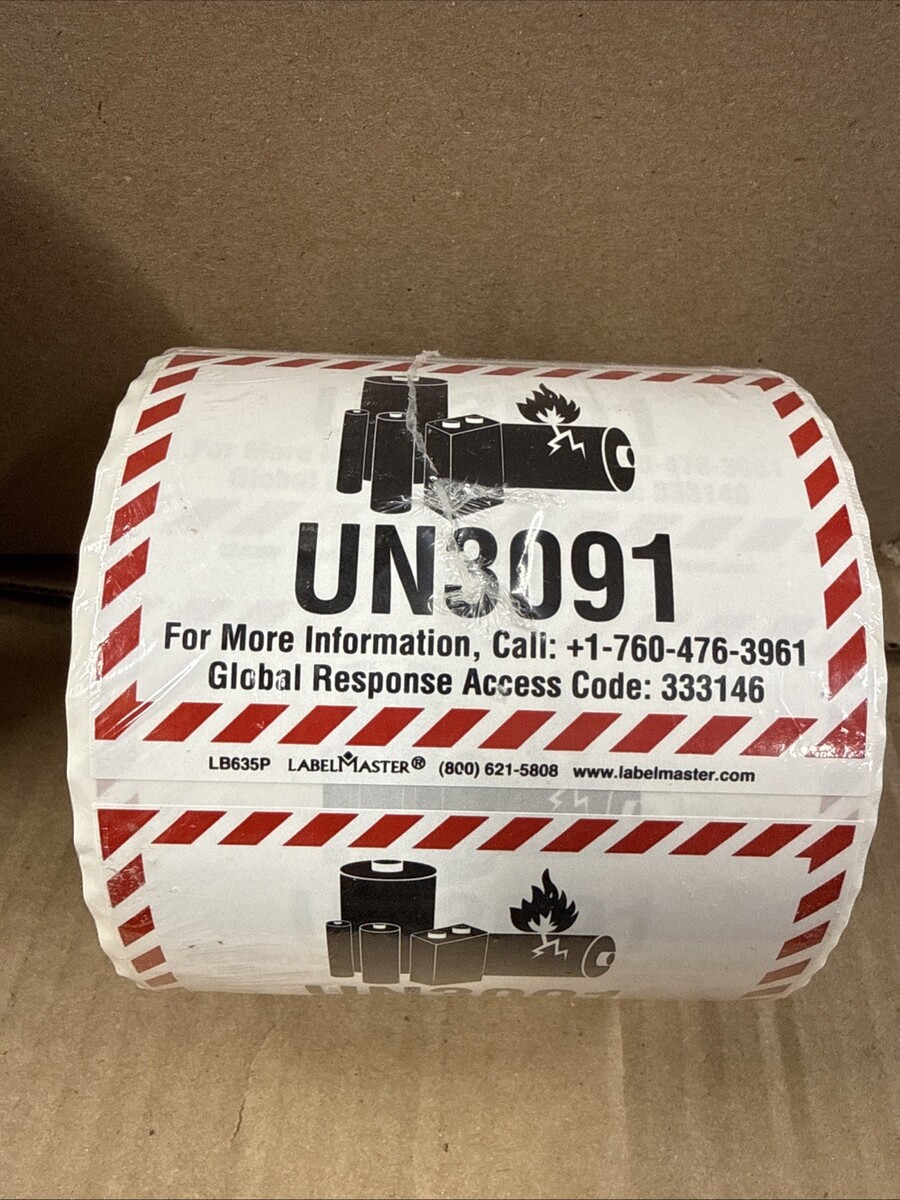 UN3091
For More Information, Call: +1-760-476-3961
Global Response Access Code: 333146
LB635P LABELMASTER® (800) 621-5808 www.labelmaster.com
UN3091